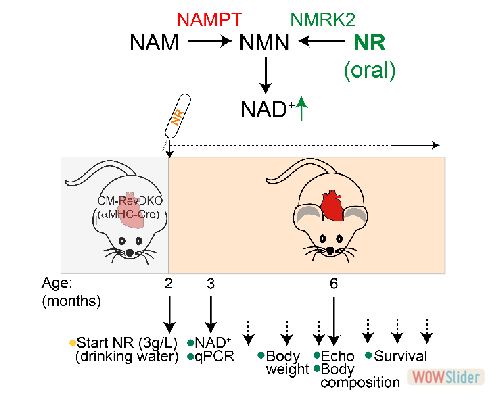 NAMPT NMRK2
NAM NMN NR
(oral)
NAD+
NR
CM-RevDKO
(αMHC-Cre)
Age: 2 3 6
(months)
Start NR (3g/L) NAD+ Body Echo Survival
(drinking water) qPCR weight Body
composition
WOWSlider